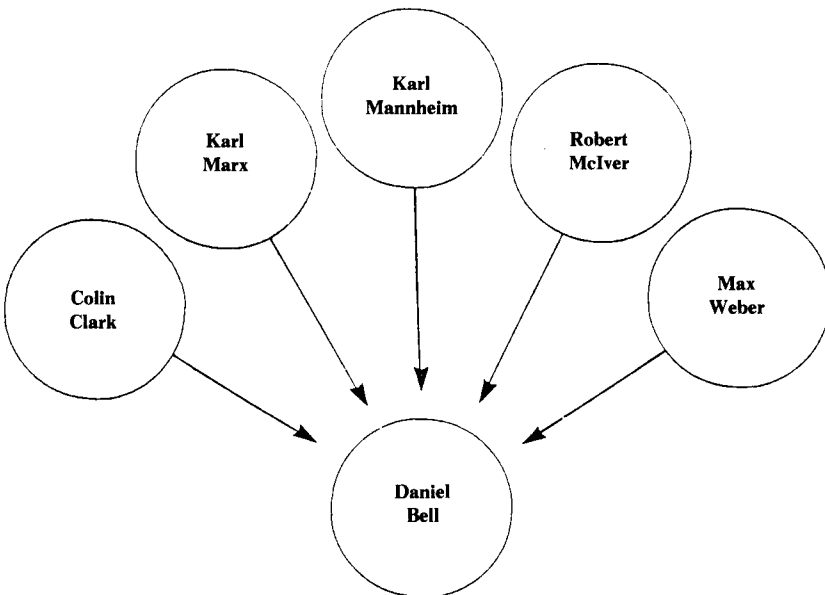 Karl
Mannheim
Karl
Marx
Robert
McIver
Colin
Clark
Max
Weber
Daniel
Bell